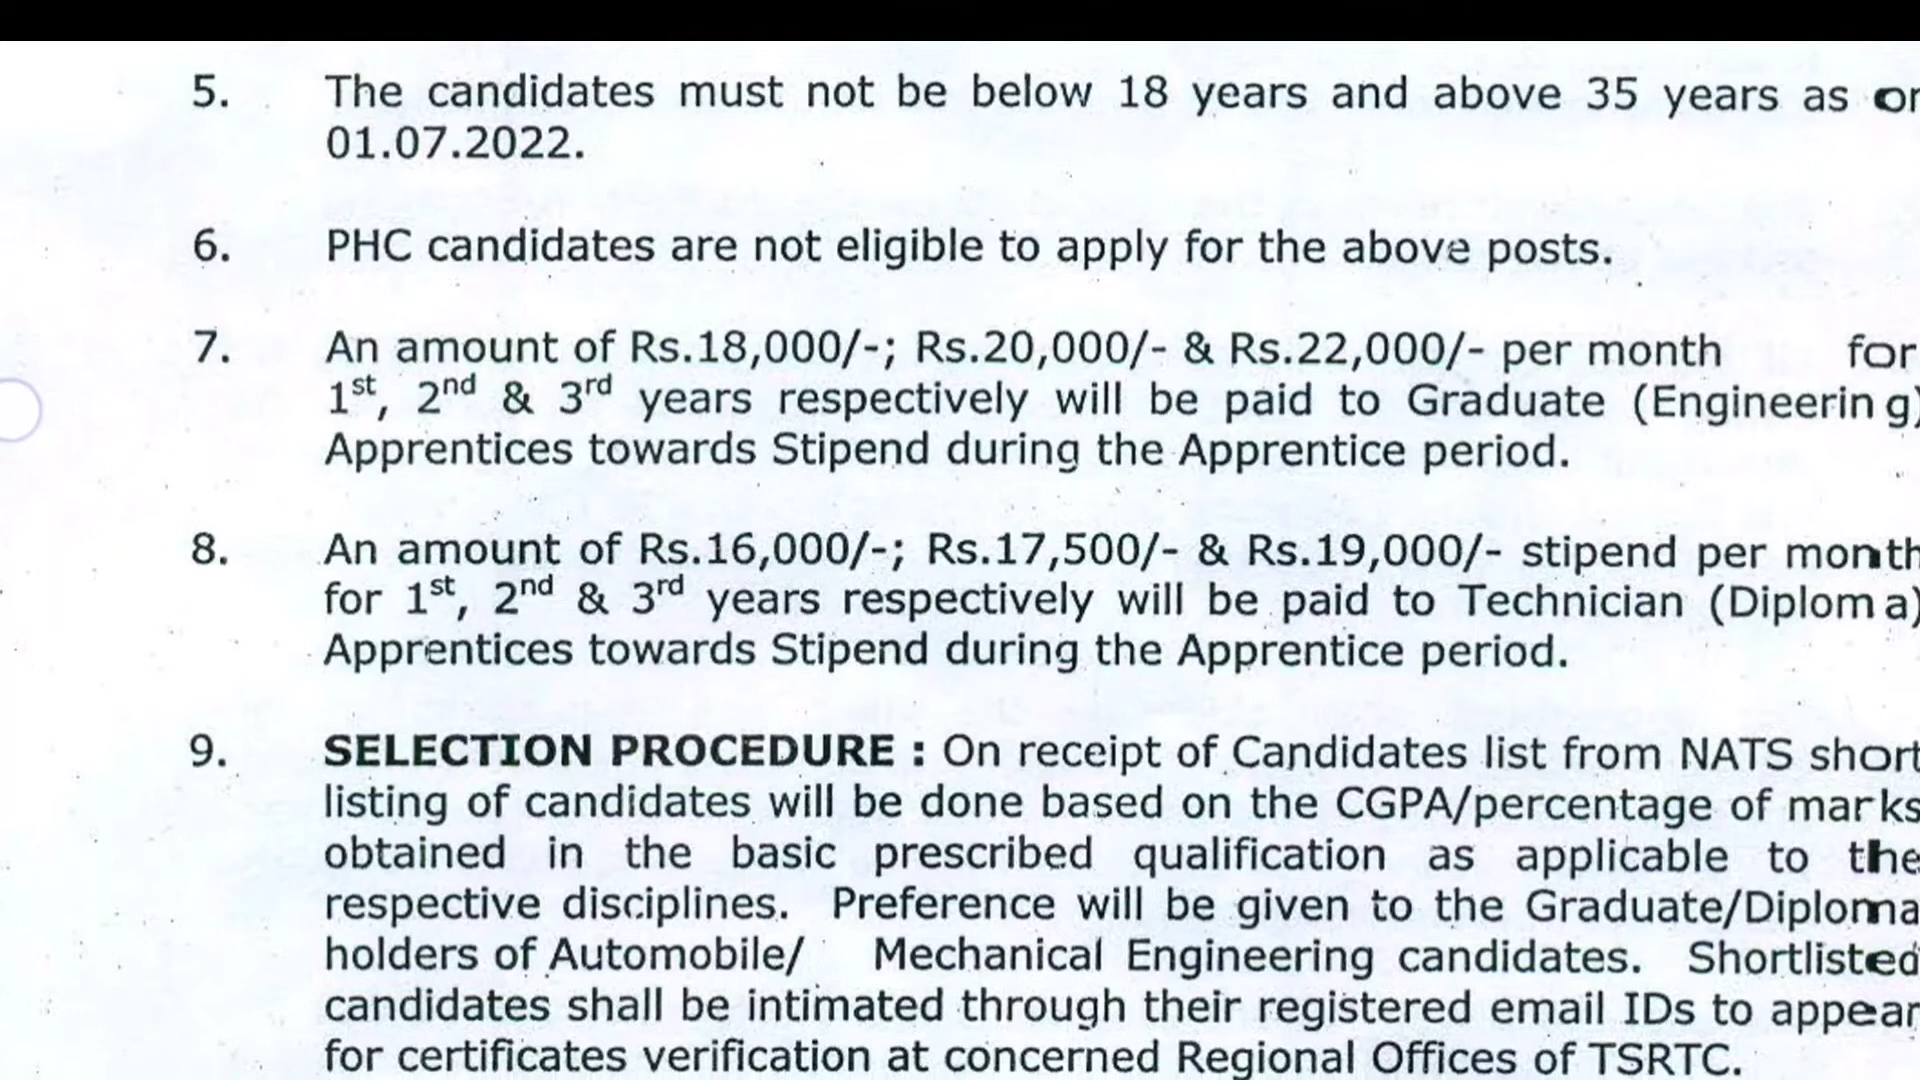 5. The candidates must not be below 18 years and above 35 years as or
01.07.2022.
6. PHC candidates are not eligible to apply for the above posts.
7. An amount of Rs.18,000/-; Rs.20,000/- & Rs.22,000/- per month for
1st, 2nd & 3rd years respectively will be paid to Graduate (Engineering)
Apprentices towards Stipend during the Apprentice period.
8. An amount of Rs.16,000/-; Rs.17,500/- & Rs.19,000/- stipend per month
for 1st, 2nd & 3rd years respectively will be paid to Technician (Diploma)
Apprentices towards Stipend during the Apprentice period.
9. SELECTION PROCEDURE : On receipt of Candidates list from NATS short
listing of candidates will be done based on the CGPA/percentage of marks
obtained in the basic prescribed qualification as applicable to the
respective disciplines. Preference will be given to the Graduate/Diploma
holders of Automobile/ Mechanical Engineering candidates. Shortlisted
candidates shall be intimated through their registered email IDs to appear
for certificates verification at concerned Regional Offices of TSRTC.